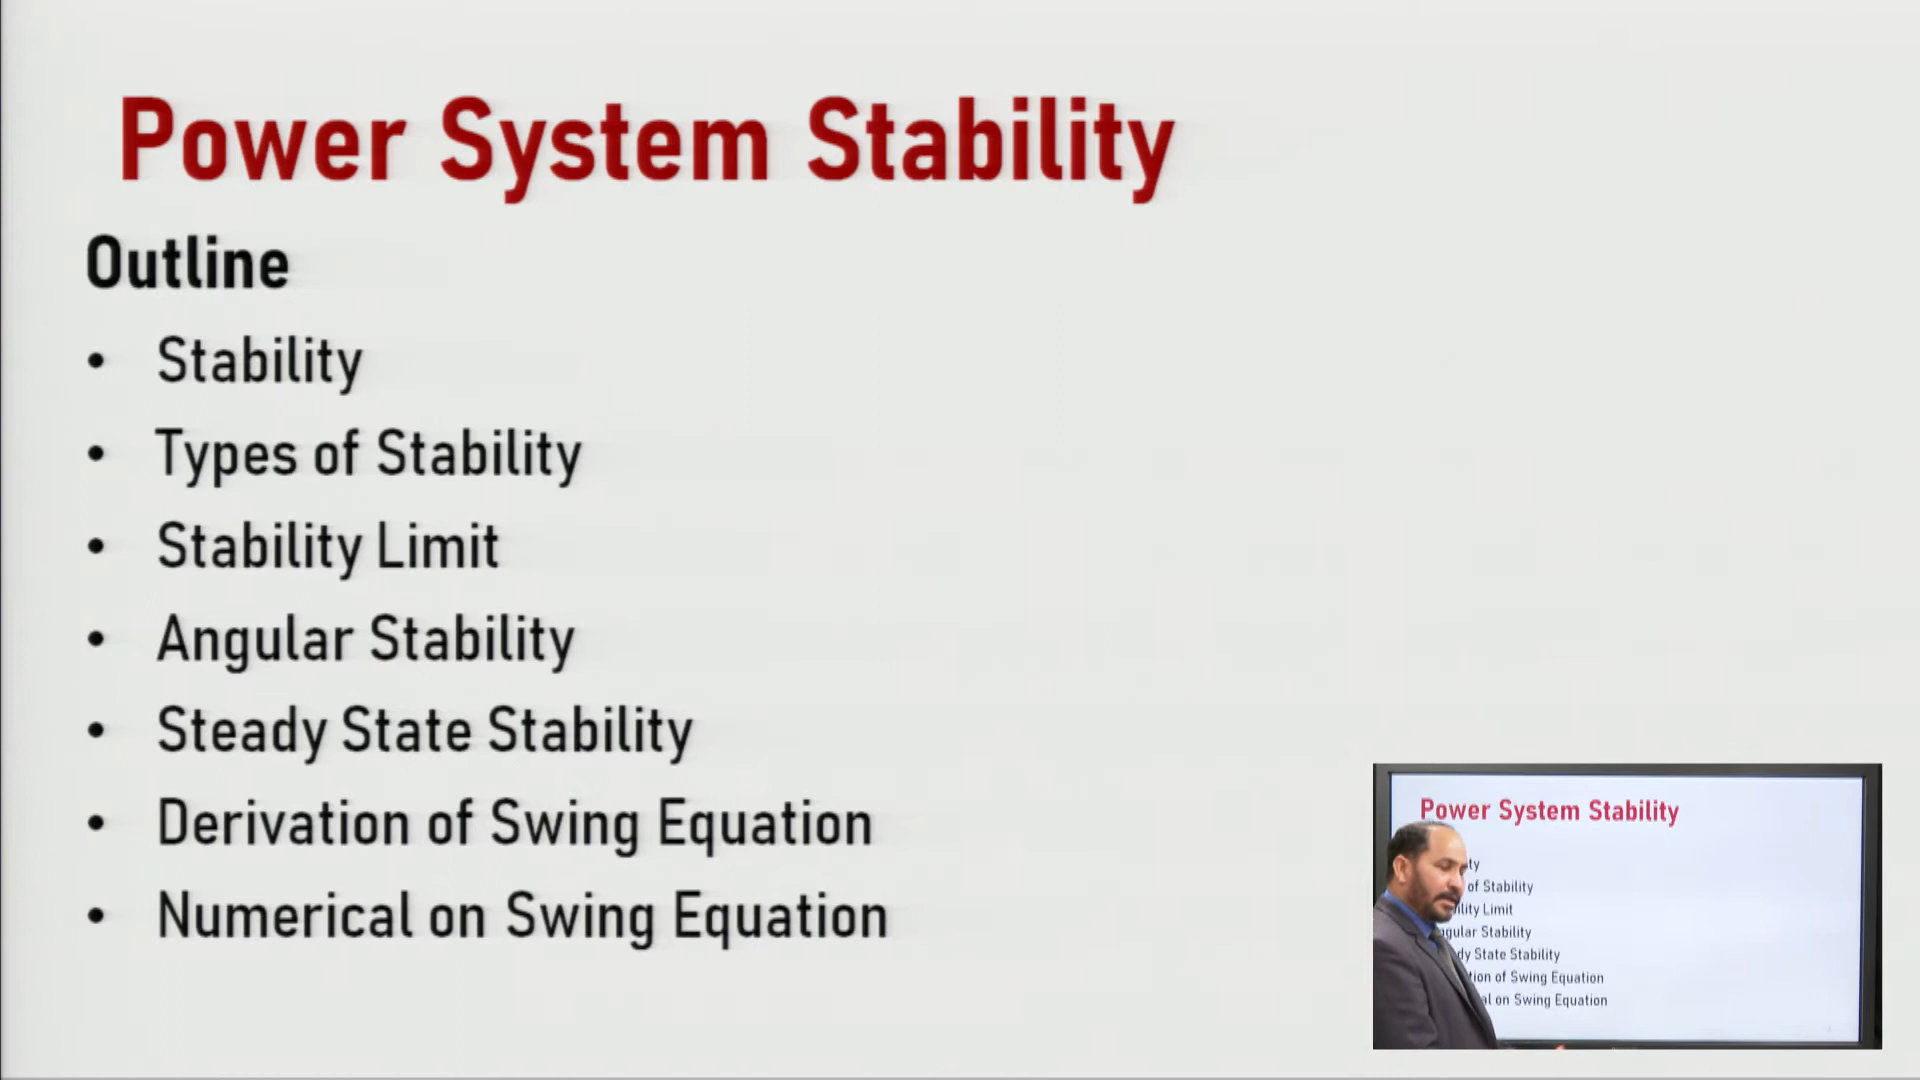 Power System Stability
Outline
• Stability
• Types of Stability
• Stability Limit
• Angular Stability
• Steady State Stability
• Derivation of Swing Equation
• Numerical on Swing Equation
Power System Stability
ty
of Stability
ility Limit
ngular Stability
dy State Stability
tion of Swing Equation
al on Swing Equation